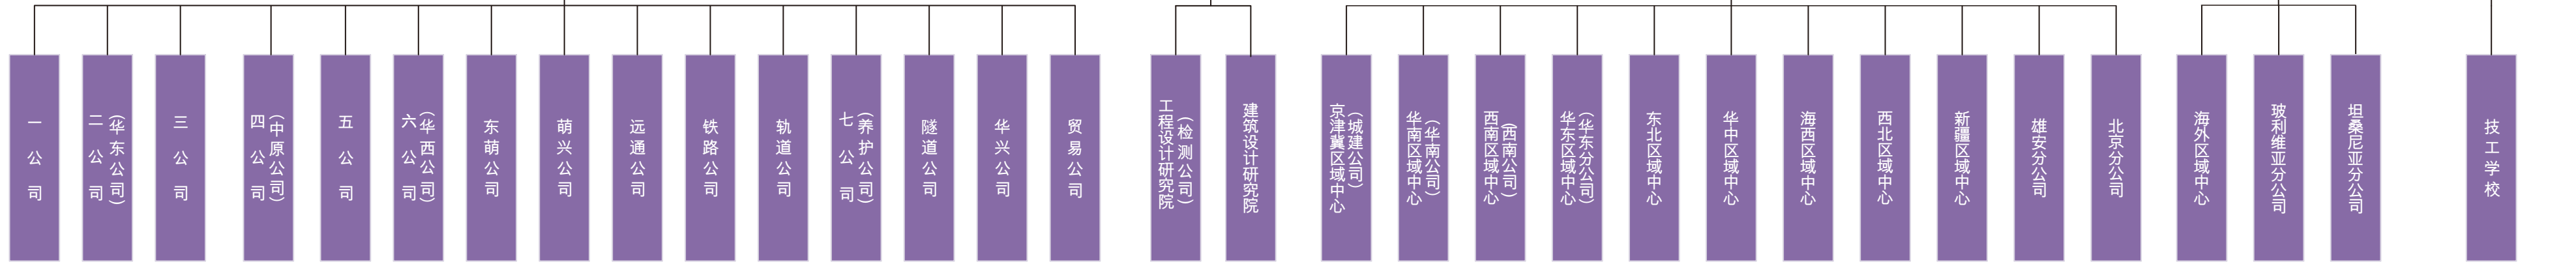 一公司
二公司
（华东公司）
三公司
四公司
（中原公司）
五公司
六公司
（华西公司）
东萌公司
萌兴公司
远通公司
铁路公司
轨道公司
七公司
（养护公司）
隧道公司
华兴公司
贸易公司
工程设计研究院
（检测公司）
建筑设计研究院
京津冀区域中心
（城建公司）
华南区域中心
（华南公司）
西南区域中心
（西南公司）
华东区域中心
（华东分公司）
东北区域中心
华中区域中心
海西区域中心
西北区域中心
新疆区域中心
雄安分公司
北京分公司
海外区域中心
玻利维亚分公司
坦桑尼亚分公司
技工学校